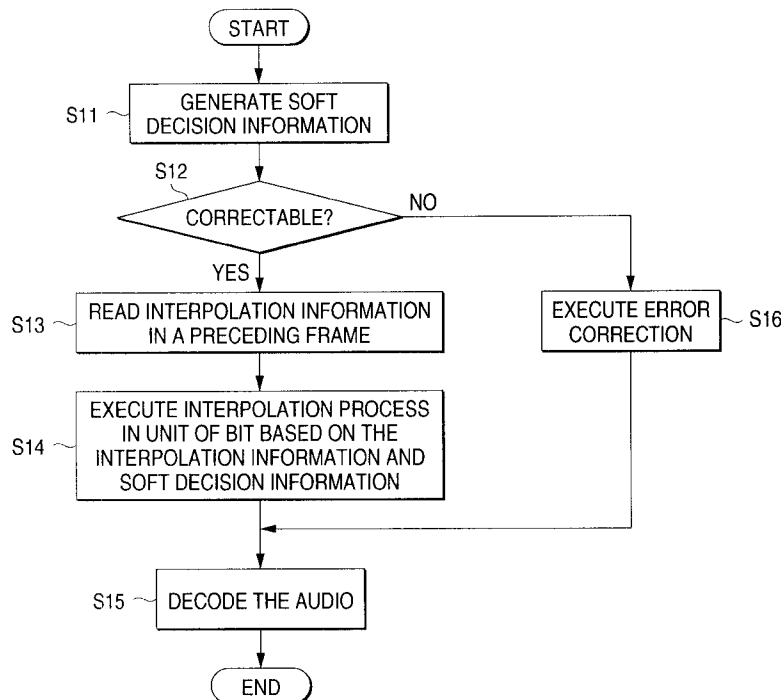 START
S11
GENERATE SOFT
DECISION INFORMATION
S12
CORRECTABLE?
NO
YES
S13
READ INTERPOLATION INFORMATION
IN A PRECEDING FRAME
EXECUTE ERROR
CORRECTION
S16
S14
EXECUTE INTERPOLATION PROCESS
IN UNIT OF BIT BASED ON THE
INTERPOLATION INFORMATION AND
SOFT DECISION INFORMATION
S15
DECODE THE AUDIO
END